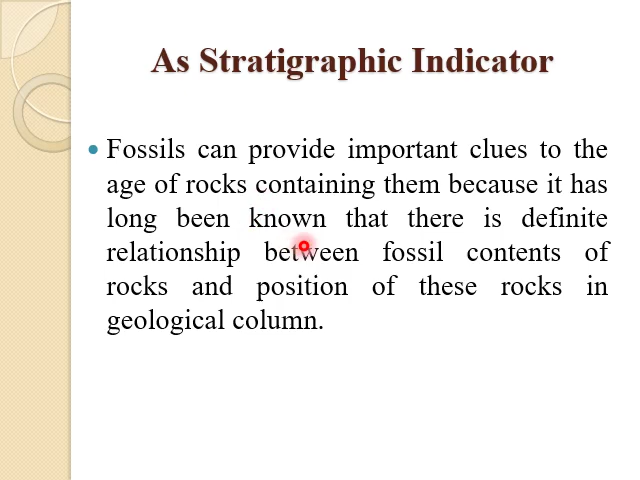 As Stratigraphic Indicator
• Fossils can provide important clues to the
age of rocks containing them because it has
long been known that there is definite
relationship between fossil contents of
rocks and position of these rocks in
geological column.